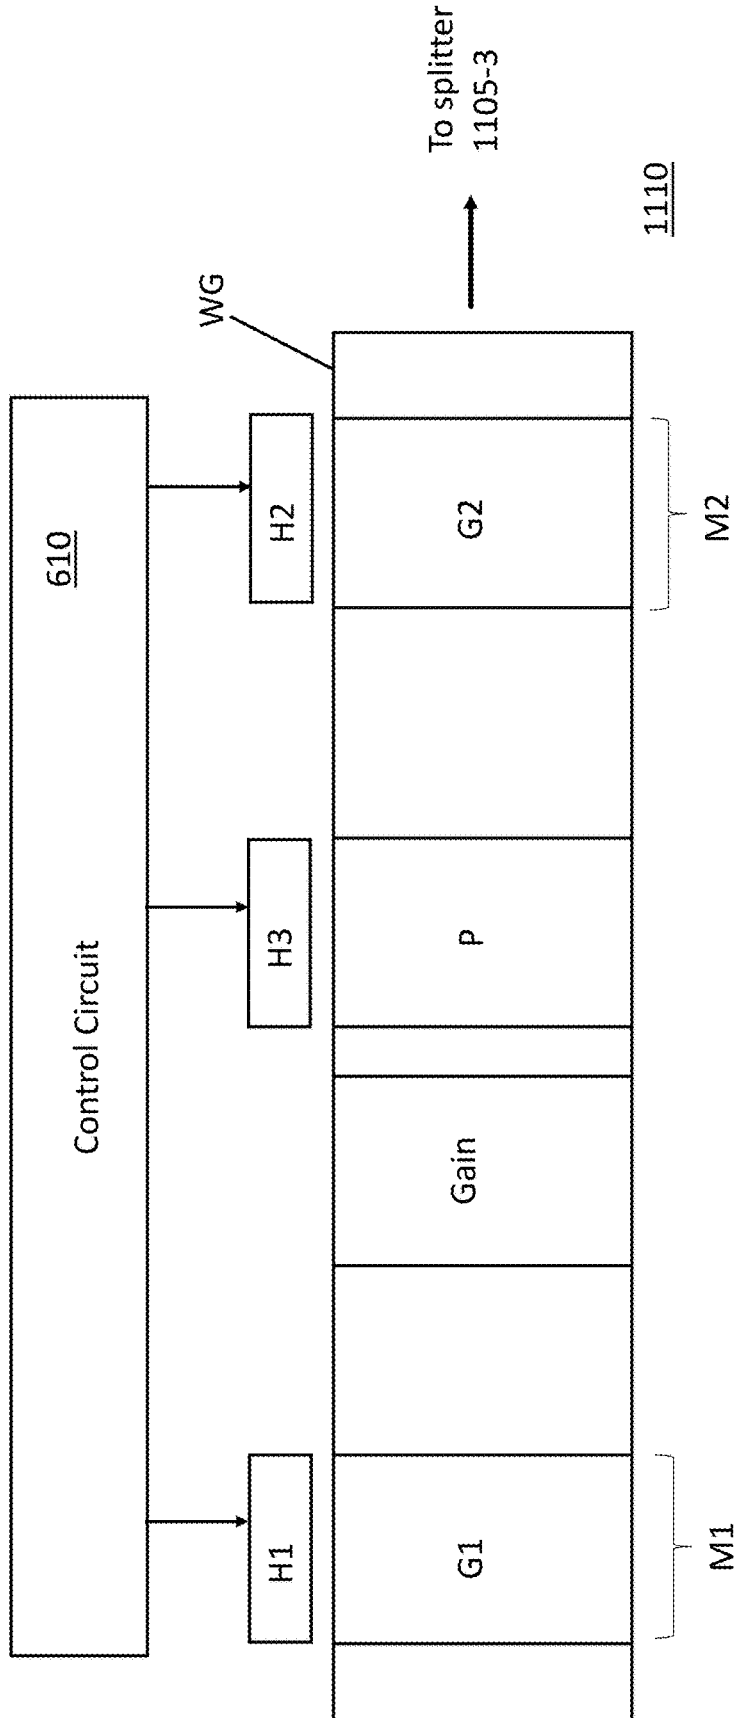 Control Circuit
610
H1
H3
H2
WG
G1
Gain
P
G2
To splitter
1105-3
M1
M2
1110